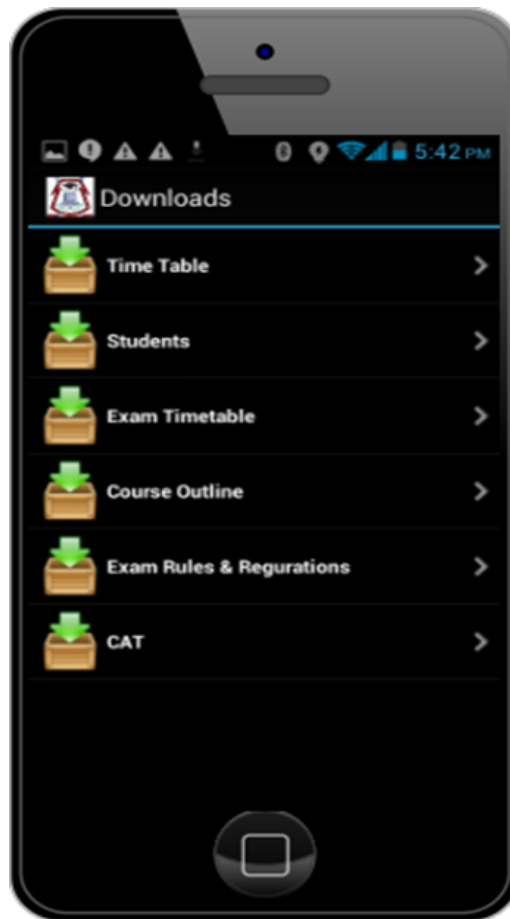 5:42 PM
Downloads
Time Table
Students
Exam Timetable
Course Outline
Exam Rules & Regurations
CAT